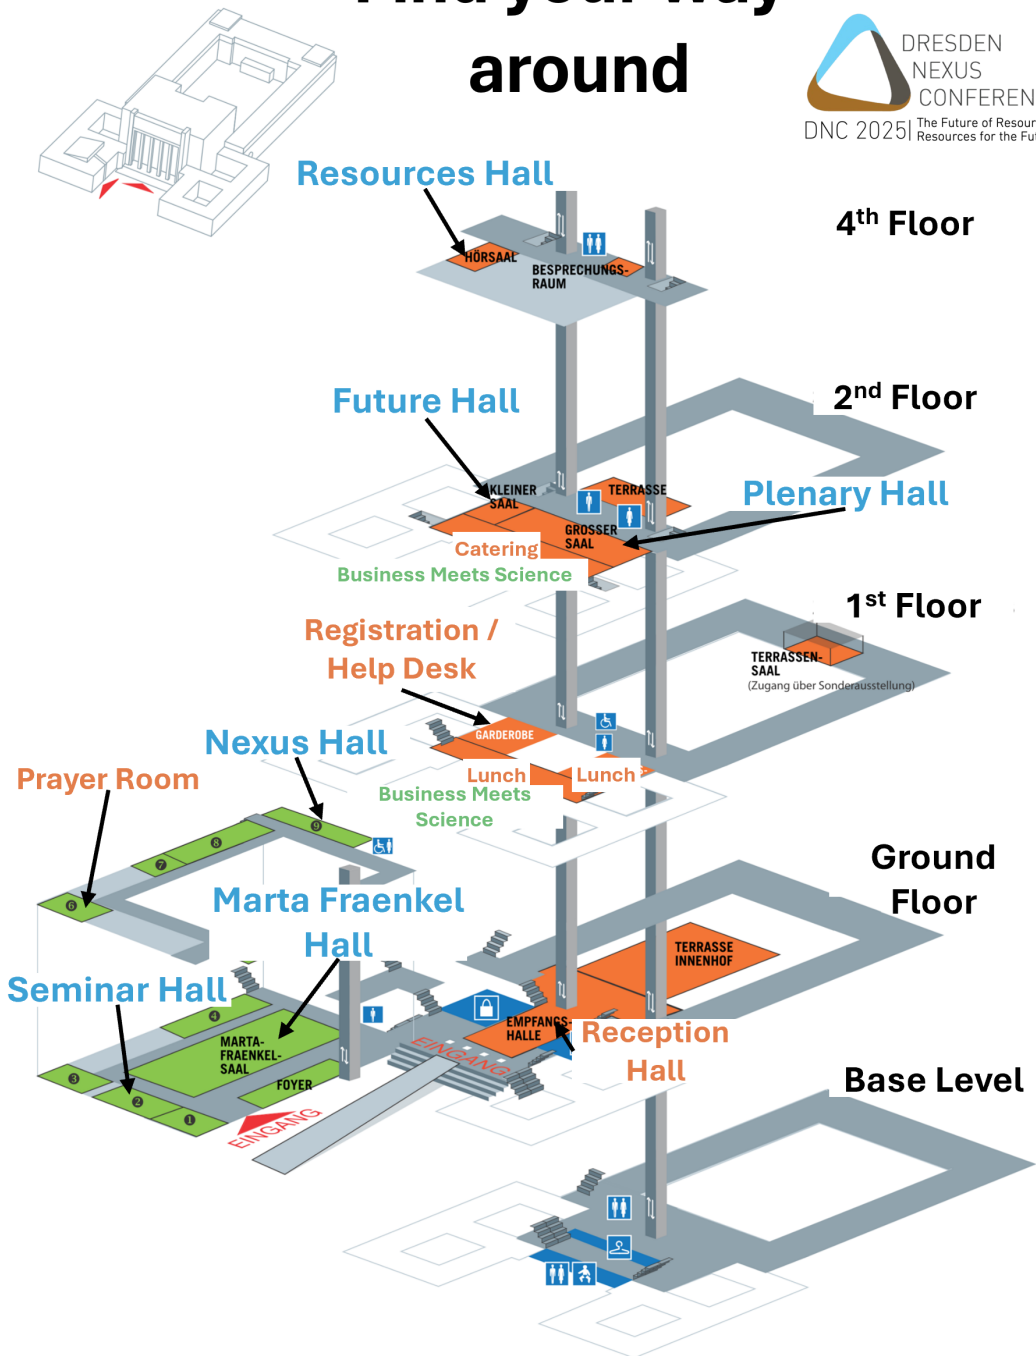 Find your way
around
DRESDEN
NEXUS
CONFEREN
DNC 2025| The Future of Resour
Resources for the Fut
Resources Hall
4th Floor
HÖRSAAL
BESPRECHUNGS-
RAUM
Future Hall
2nd Floor
KLEINER
SAAL
TERRASSE
Plenary Hall
GROSSER
SAAL
Catering
Business Meets Science
1st Floor
Registration /
Help Desk
TERRASSEN-
SAAL
(Zugang über Sonderausstellung)
GARDEROBE
Nexus Hall
Prayer Room
Lunch
Lunch
Business Meets
Science
9
8
7
6
Ground
Floor
Marta Fraenkel
Hall
TERRASSE
INNENHOF
Seminar Hall
4
EMPFANGS-
HALLE
Reception
Hall
MARTA-
FRAENKEL-
SAAL
EINGANG
3
FOYER
2
1
EINGANG
Base Level